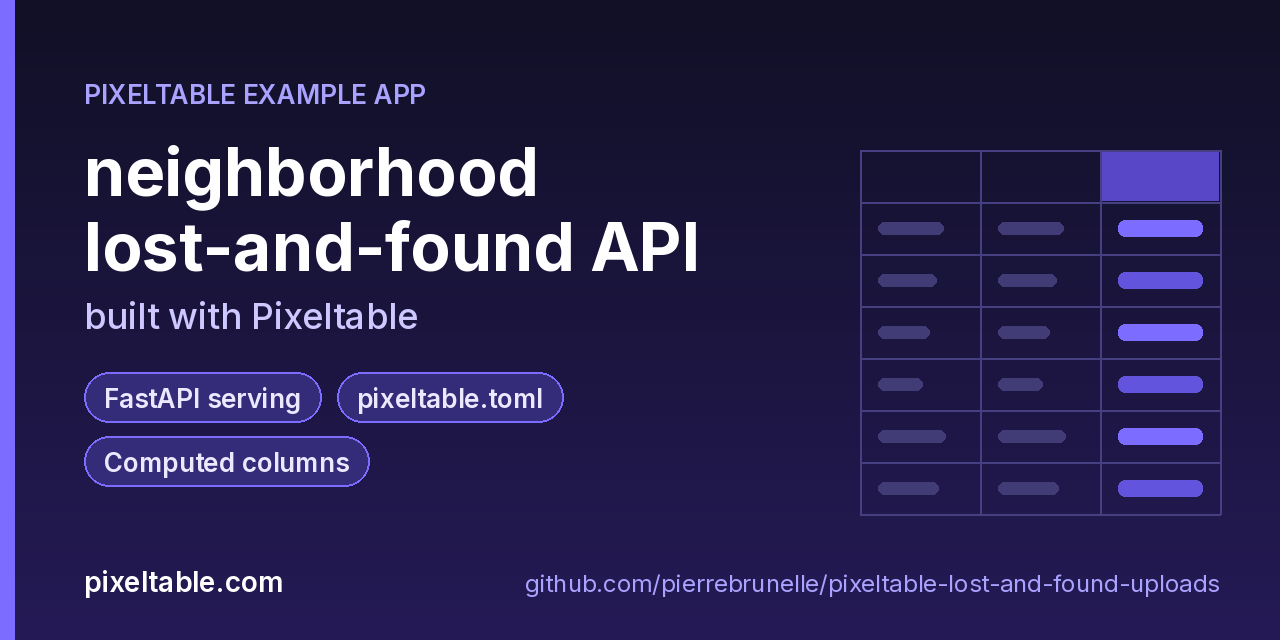 PIXELTABLE EXAMPLE APP
neighborhood
lost-and-found API
built with Pixeltable
FastAPI serving
pixeltable.toml
Computed columns
pixeltable.com
github.com/pierrebrunelle/pixeltable-lost-and-found-uploads